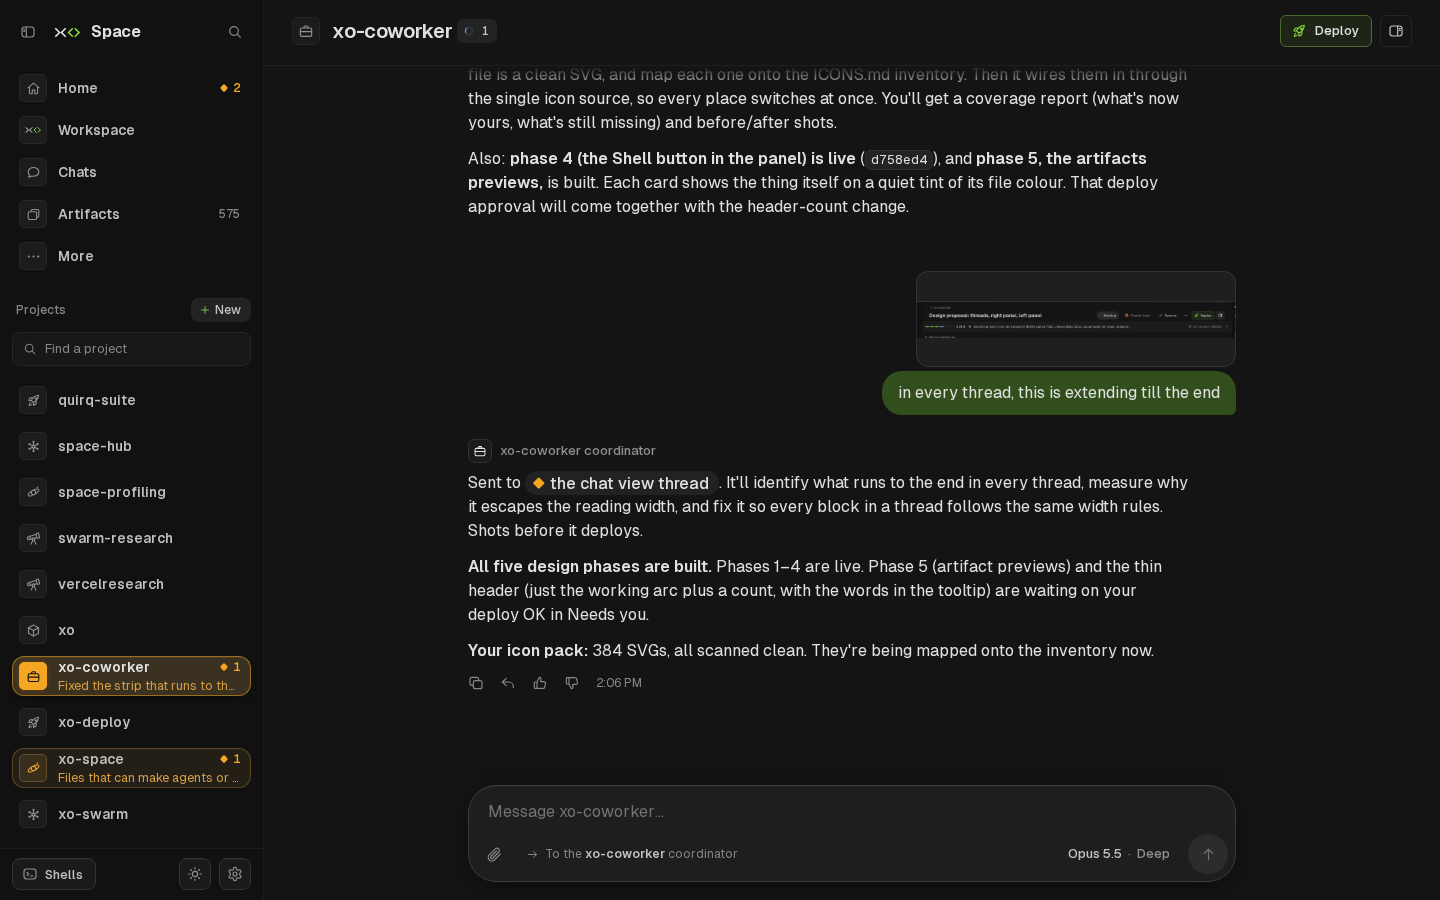 Space
Home
2
Workspace
Chats
Artifacts
575
More
Projects
New
Find a project
quirq-suite
space-hub
space-profiling
swarm-research
vercelresearch
xo
xo-coworker
1
Fixed the strip that runs to th...
xo-deploy
xo-space
1
Files that can make agents or ...
xo-swarm
Shells
xo-coworker
1
Deploy
file is a clean SVG, and map each one onto the ICONS.md inventory. Then it wires them in through
the single icon source, so every place switches at once. You'll get a coverage report (what's now
yours, what's still missing) and before/after shots.
Also: phase 4 (the Shell button in the panel) is live (d758ed4), and phase 5, the artifacts
previews, is built. Each card shows the thing itself on a quiet tint of its file colour. That deploy
approval will come together with the header-count change.
Design proposal: threads, right panel, left panel
in every thread, this is extending till the end
xo-coworker coordinator
Sent to the chat view thread. It'll identify what runs to the end in every thread, measure why
it escapes the reading width, and fix it so every block in a thread follows the same width rules.
Shots before it deploys.
All five design phases are built. Phases 1–4 are live. Phase 5 (artifact previews) and the thin
header (just the working arc plus a count, with the words in the tooltip) are waiting on your
deploy OK in Needs you.
Your icon pack: 384 SVGs, all scanned clean. They're being mapped onto the inventory now.
2:06 PM
Message xo-coworker...
→ To the xo-coworker coordinator
Opus 5.5 · Deep